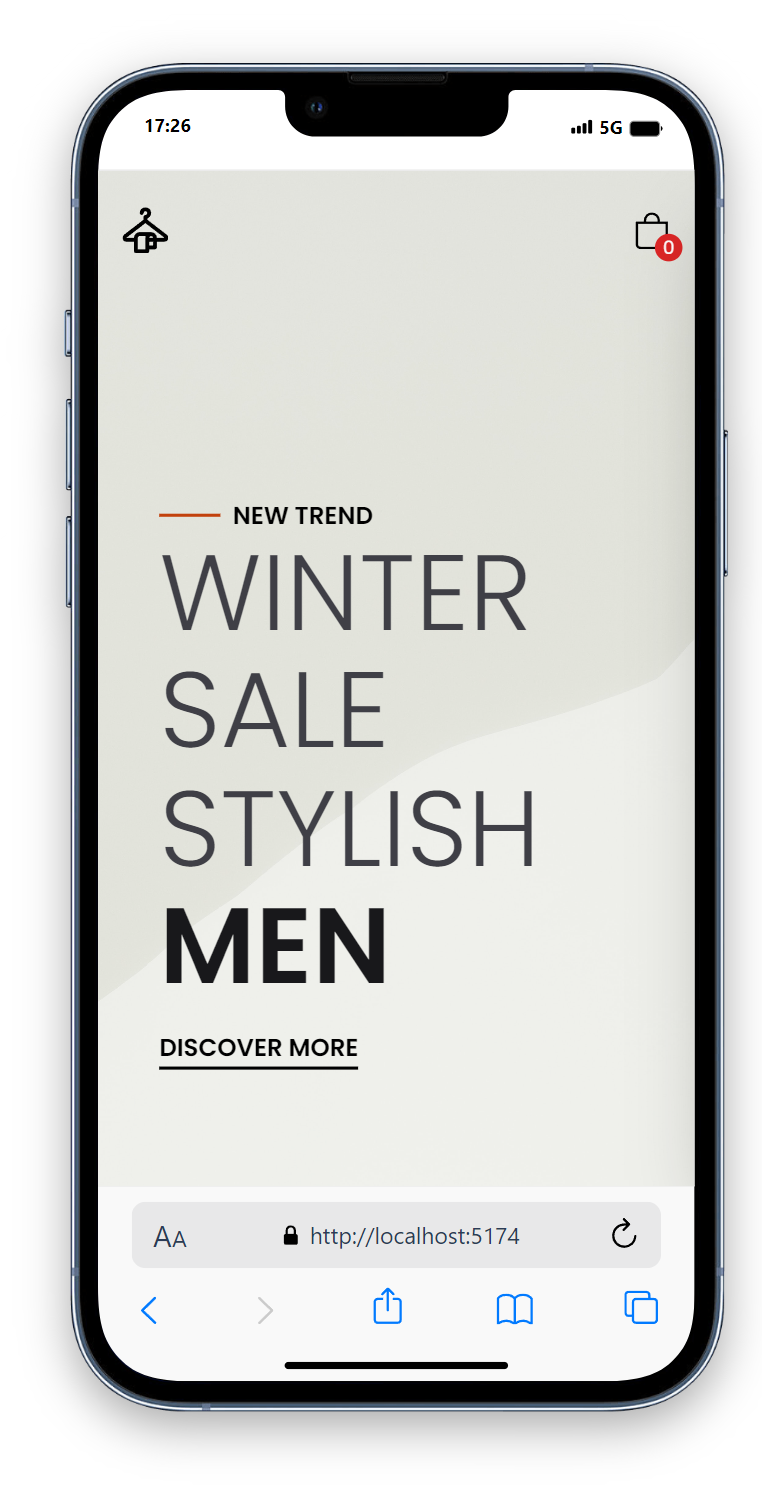 17:26
5G
0
NEW TREND
WINTER
SALE
STYLISH
MEN
DISCOVER MORE
AA http://localhost:5174